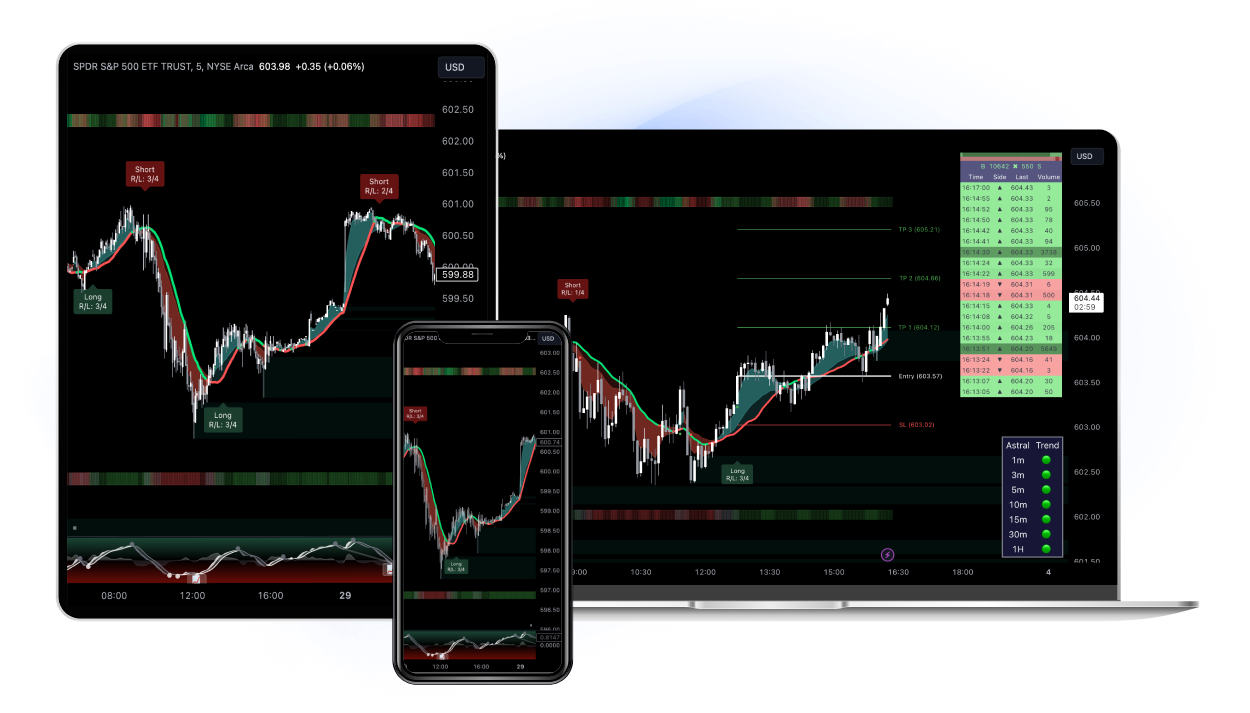 SPDR S&P 500 ETF TRUST, 5, NYSE Arca 603.98 +0.35 (+0.06%)
USD
602.50
602.00
601.50
601.00
600.50
600.00
599.88
599.50
Short
R/L: 3/4
Short
R/L: 2/4
Long
R/L: 3/4
Long
R/L: 3/4
08:00
12:00
16:00
29
USD
603.00
602.50
602.00
601.50
601.00
600.74
600.50
600.00
599.50
599.00
598.50
598.00
597.50
597.00
596.50
0.8147
0.0000
Short
R/L: 3/4
Long
R/L: 3/4
12:00
16:00
29
%)
USD
605.50
605.00
604.44
02:59
604.00
603.50
603.00
602.50
602.00
601.50
Short
R/L: 1/4
Long
R/L: 3/4
TP 3 (605.21)
TP 2 (604.66)
TP 1 (604.12)
Entry (603.57)
SL (603.02)
B 10642 ✖ 550 S
Time Side Last Volume
16:17:00 ▲ 604.43 3
16:14:55 ▲ 604.33 2
16:14:52 ▲ 604.33 95
16:14:50 ▲ 604.33 78
16:14:42 ▲ 604.33 40
16:14:41 ▲ 604.33 94
16:14:30 ▲ 604.33 3738
16:14:24 ▲ 604.33 32
16:14:22 ▲ 604.33 599
16:14:19 ▼ 604.31 6
16:14:18 ▼ 604.31 500
16:14:15 ▲ 604.33 4
16:14:08 ▲ 604.32 5
16:14:00 ▲ 604.26 205
16:13:55 ▲ 604.23 18
16:13:51 ▲ 604.20 5649
16:13:24 ▼ 604.16 41
16:13:22 ▼ 604.16 3
16:13:07 ▲ 604.20 30
16:13:05 ▲ 604.20 50
Astral Trend
1m
3m
5m
10m
15m
30m
1H
10:30
12:00
13:30
15:00
16:30
18:00
4